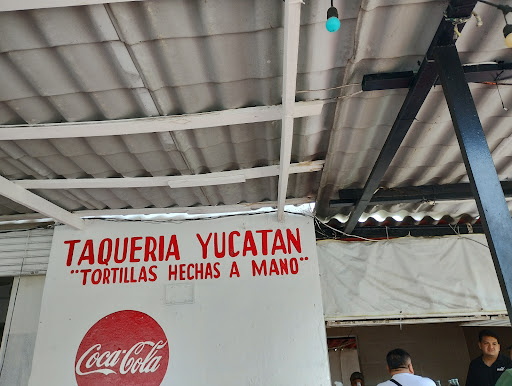 TAQUERIA YUCATAN
"TORTILLAS HECHAS A MANO"
Coca-Cola